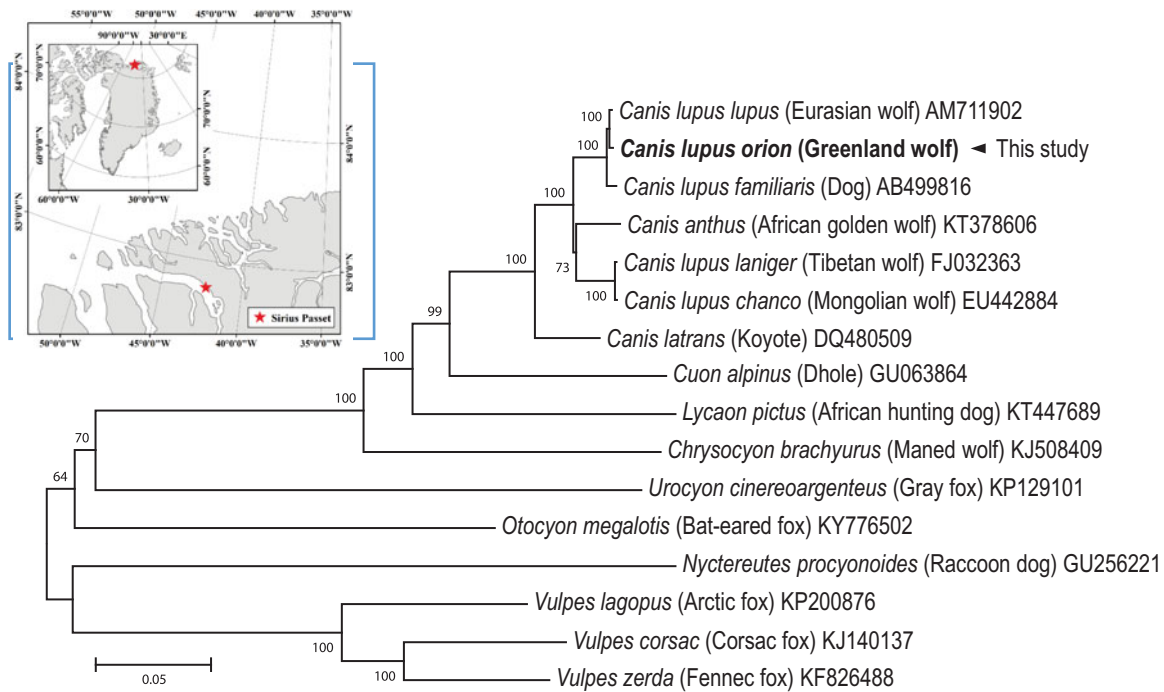 55°0'0"W 50°0'0"W 45°0'0"W 40°0'0"W 35°0'0"W
90°0'0"W 30°0'0"E
84°0'0"N
70°0'0"N
70°0'0"N
60°0'0"N
60°0'0"N
60°0'0"W 30°0'0"W
84°0'0"N
83°0'0"N
83°0'0"N
Sirius Passet
50°0'0"W 45°0'0"W 40°0'0"W 35°0'0"W
Canis lupus lupus (Eurasian wolf) AM711902
100
Canis lupus orion (Greenland wolf) ◄ This study
100
Canis lupus familiaris (Dog) AB499816
100
Canis anthus (African golden wolf) KT378606
Canis lupus laniger (Tibetan wolf) FJ032363
100
73
Canis lupus chanco (Mongolian wolf) EU442884
100
Canis latrans (Koyote) DQ480509
99
Cuon alpinus (Dhole) GU063864
100
Lycaon pictus (African hunting dog) KT447689
100
Chrysocyon brachyurus (Maned wolf) KJ508409
70
Urocyon cinereoargenteus (Gray fox) KP129101
64
Otocyon megalotis (Bat-eared fox) KY776502
Nyctereutes procyonoides (Raccoon dog) GU256221
Vulpes lagopus (Arctic fox) KP200876
100
Vulpes corsac (Corsac fox) KJ140137
100
Vulpes zerda (Fennec fox) KF826488
0.05